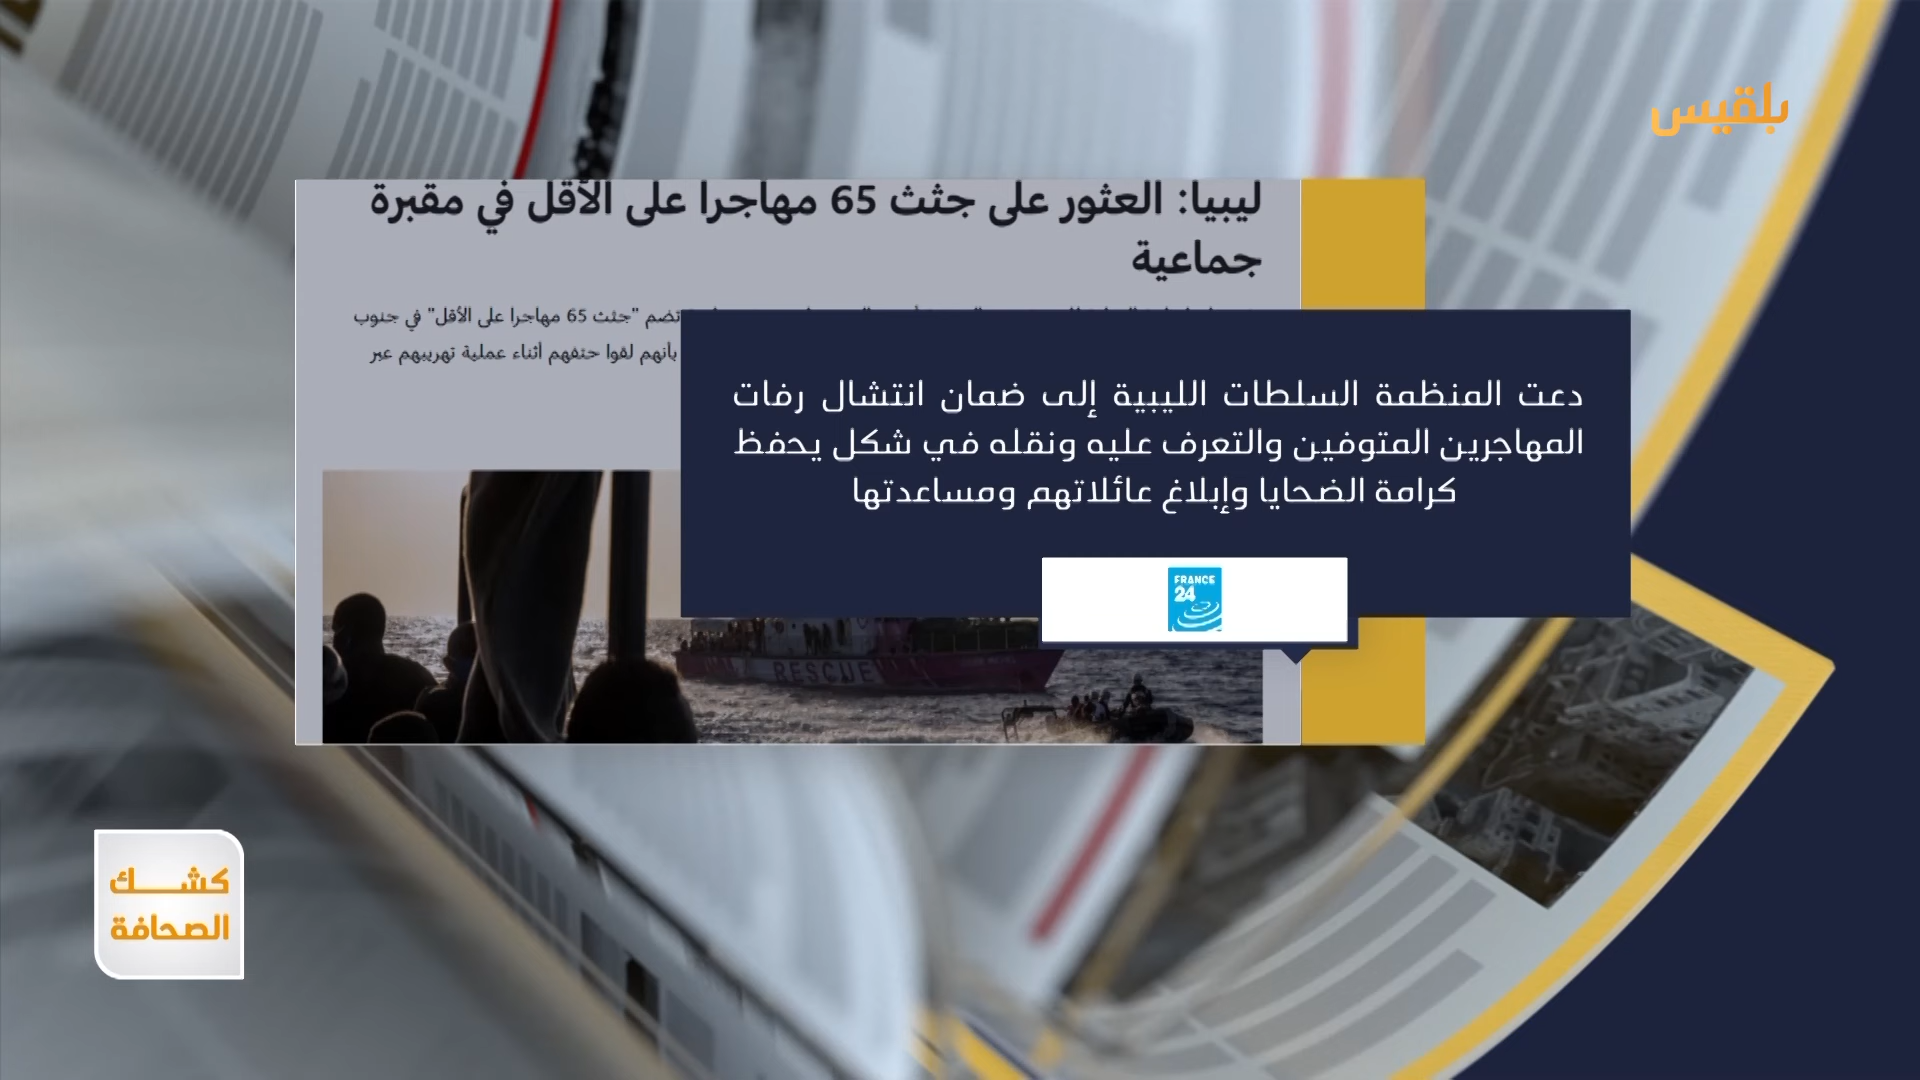 بلقيس
ليبيا: العثور على جثث 65 مهاجرا على الأقل في مقبرة
جماعية
تضم "جثث 65 مهاجرا على الأقل" في جنوب
بأنهم لقوا حتفهم أثناء عملية تهريبهم عبر
دعت المنظمة السلطات الليبية إلى ضمان انتشال رفات
المهاجرين المتوفين والتعرف عليه ونقله في شكل يحفظ
كرامة الضحايا وإبلاغ عائلاتهم ومساعدتها
FRANCE
24
RESCUE
كشك
الصحافة